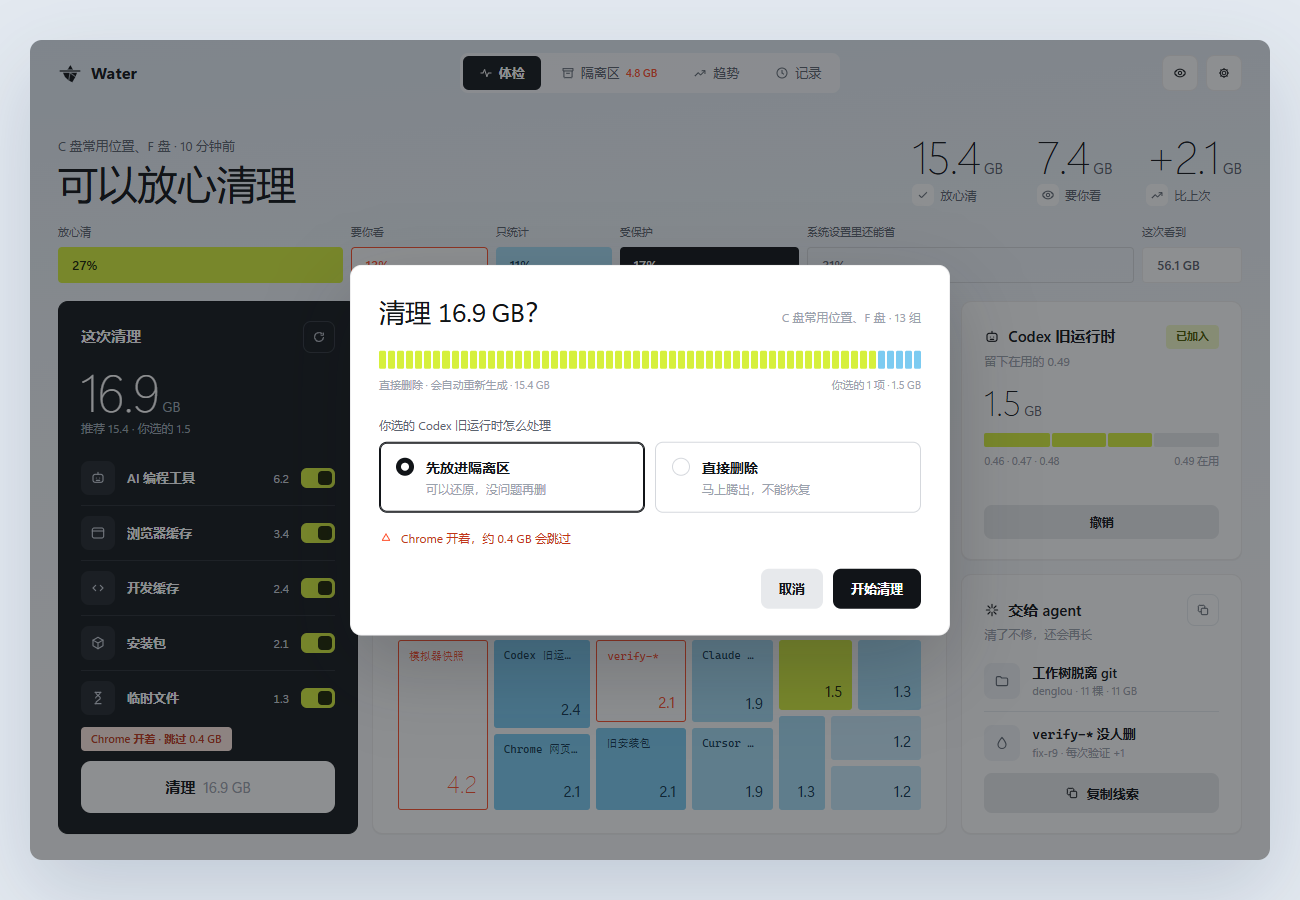 Water
体检
隔离区 4.8 GB
趋势
记录
C 盘常用位置、F 盘 · 10 分钟前
可以放心清理
15.4 GB
放心清
7.4 GB
要你看
+2.1 GB
比上次
放心清
要你看
只统计
受保护
系统设置里还能省
这次看到
27%
13%
11%
17%
31%
56.1 GB
这次清理
16.9 GB
推荐 15.4 · 你选的 1.5
AI 编程工具 6.2
浏览器缓存 3.4
开发缓存 2.4
安装包 2.1
临时文件 1.3
Chrome 开着 · 跳过 0.4 GB
清理 16.9 GB
清理 16.9 GB?
C 盘常用位置、F 盘 · 13 组
直接删除 · 会自动重新生成 · 15.4 GB
你选的 1 项 · 1.5 GB
你选的 Codex 旧运行时怎么处理
先放进隔离区
可以还原，没问题再删
直接删除
马上腾出，不能恢复
Chrome 开着，约 0.4 GB 会跳过
取消
开始清理
模拟器快照
4.2
Codex 旧运…
2.4
verify-*
2.1
Claude …
1.9
1.5
1.3
Chrome 网页…
2.1
旧安装包
2.1
Cursor …
1.9
1.3
1.2
1.2
Codex 旧运行时
已加入
留下在用的 0.49
1.5 GB
0.46 · 0.47 · 0.48
0.49 在用
撤销
交给 agent
清了不修，还会再长
工作树脱离 git
denglou · 11 棵 · 11 GB
verify-* 没人删
fix-r9 · 每次验证 +1
复制线索